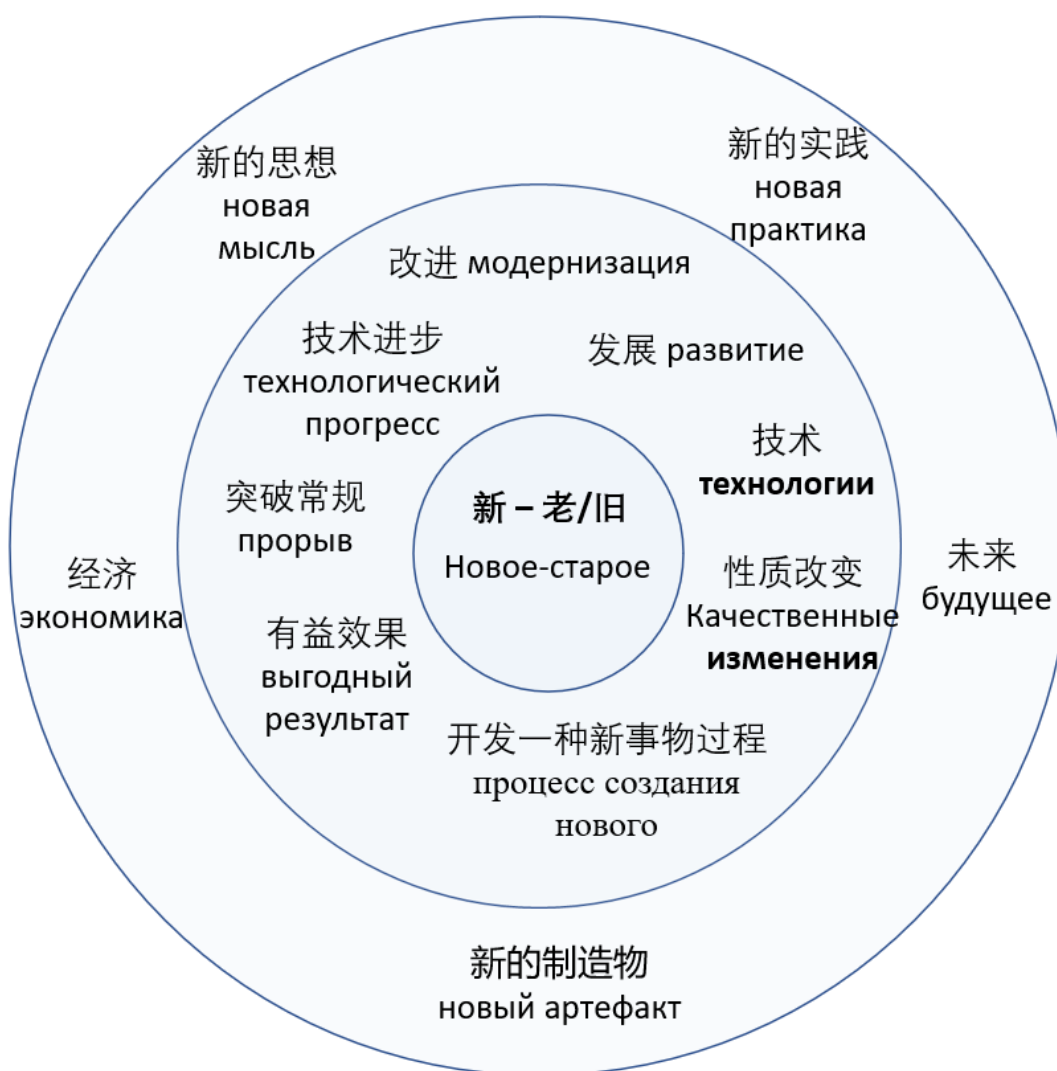 新的思想
новая
мысль
新的实践
новая
практика
改进 модернизация
技术进步
технологический
прогресс
发展 развитие
技术
технологии
突破常规
прорыв
新 – 老/旧
Новое-старое
经济
экономика
未来
будущее
性质改变
Качественные
изменения
有益效果
выгодный
результат
开发一种新事物过程
процесс создания
нового
新的制造物
новый артефакт